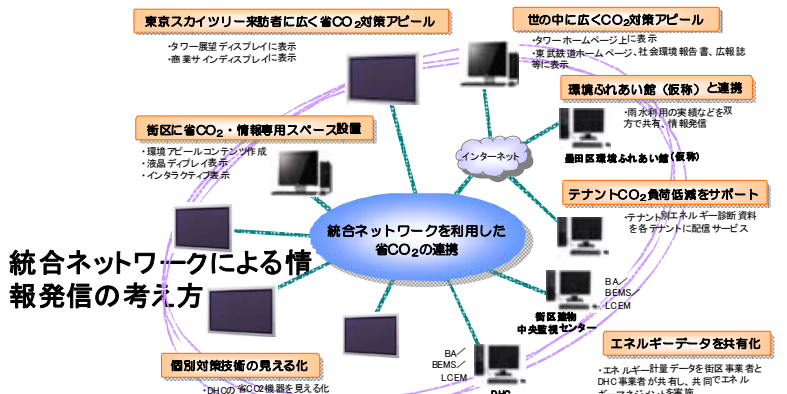 東京スカイツリー来訪者に広く省CO2対策アピール
・タワー展望ディスプレイに表示
・商業サインディスプレイに表示
世の中に広くCO2対策アピール
・タワーホームページ上に表示
・東武鉄道ホームページ、社会環境報告書、広報誌
等に表示
環境ふれあい館（仮称）と連携
・雨水利用の実績などを双
方で共有、情報発信
墨田区環境ふれあい館(仮称)
街区に省CO2・情報専用スペース設置
・環境アピールコンテンツ作成
・液晶ディプレイ表示
・インタラクティブ表示
インターネット
テナントCO2負荷低減をサポート
・テナント別エネルギー診断資料
を各テナントに配信サービス
統合ネットワークを利用した
省CO2の連携
統合ネットワークによる情
報発信の考え方
BA／
BEMS／
LCEM
街区建物
中央監視センター
エネルギーデータを共有化
・エネルギー計量データを街区事業者と
DHC事業者が共有し、共同でエネル
ギーマネジメントを実施
BA／
BEMS／
LCEM
DHC
個別対策技術の見える化
・DHCの省CO2機器を見える化